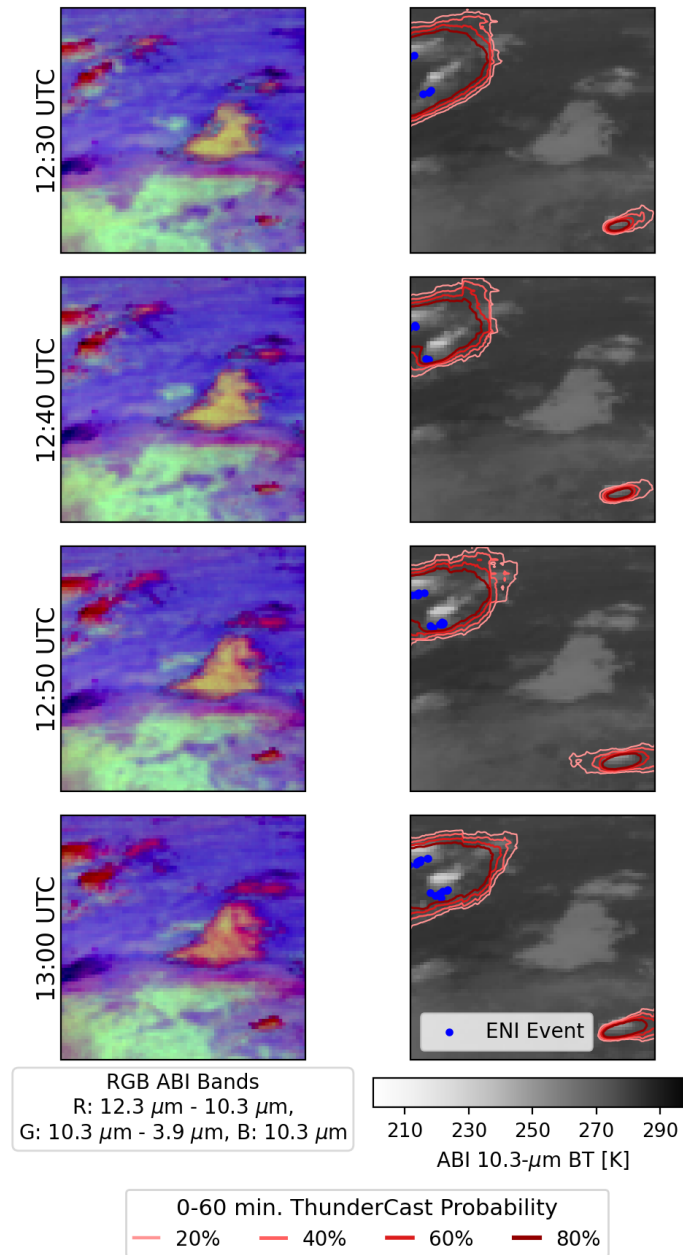 12:30 UTC
12:40 UTC
12:50 UTC
13:00 UTC
ENI Event
RGB ABI Bands
R: 12.3 μm - 10.3 μm,
G: 10.3 μm - 3.9 μm, B: 10.3 μm
210 230 250 270 290
ABI 10.3-μm BT [K]
0-60 min. ThunderCast Probability
20% 40% 60% 80%